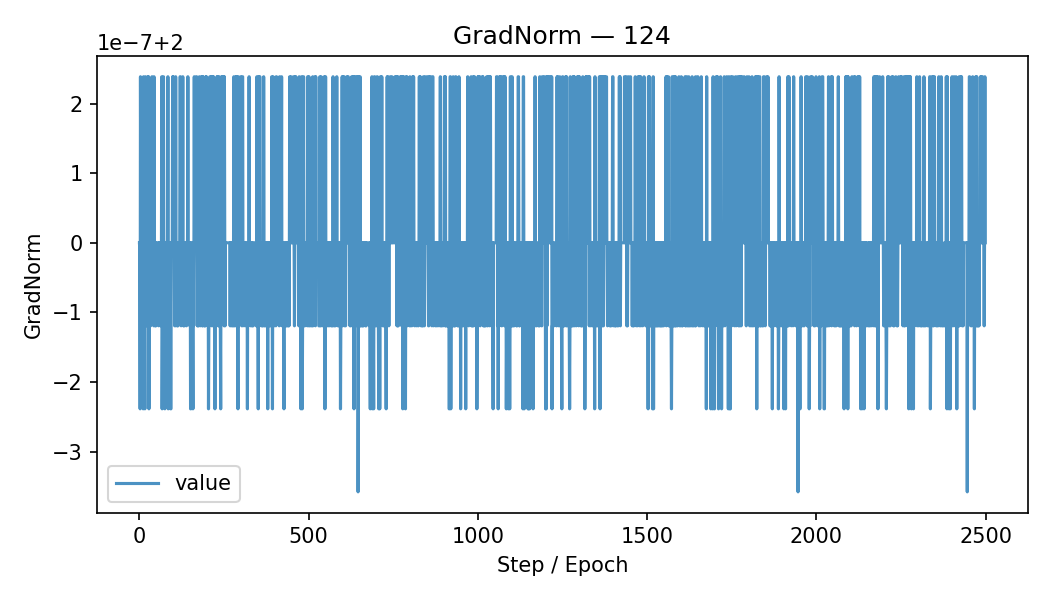 GradNorm — 124
1e−7+2
2
1
0
−1
−2
−3
GradNorm
value
0 500 1000 1500 2000 2500
Step / Epoch